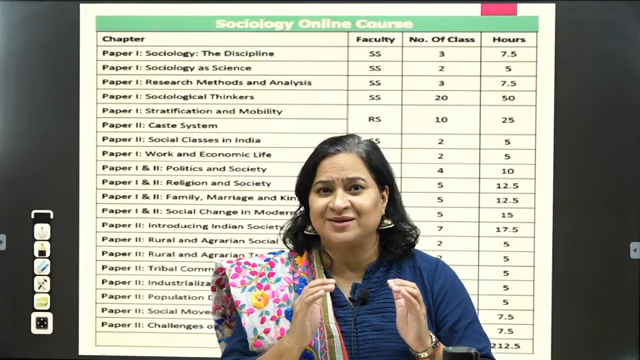 Sociology Online Course
Chapter Faculty No. Of Class Hours
Paper I: Sociology: The Discipline SS 3 7.5
Paper I: Sociology as Science SS 2 5
Paper I: Research Methods and Analysis SS 3 7.5
Paper I: Sociological Thinkers SS 20 50
Paper I: Stratification and Mobility
RS 10 25
Paper II: Caste System
Paper II: Social Classes in India SS 2 5
Paper I: Work and Economic Life 2 5
Paper I & II: Politics and Society 4 10
Paper I & II: Religion and Society 5 12.5
Paper I & II: Family, Marriage and Kin 5 12.5
Paper I & II: Social Change in Modern 5 15
Paper II: Introducing Indian Society 7 17.5
Paper II: Rural and Agrarian Social 2 5
Paper II: Rural and Agrarian 2 5
Paper II: Tribal Comm 5
Paper II: Industrializa 5
Paper II: Population D 5
Paper II: Social Move 7.5
Paper II: Challenges o 7.5
212.5